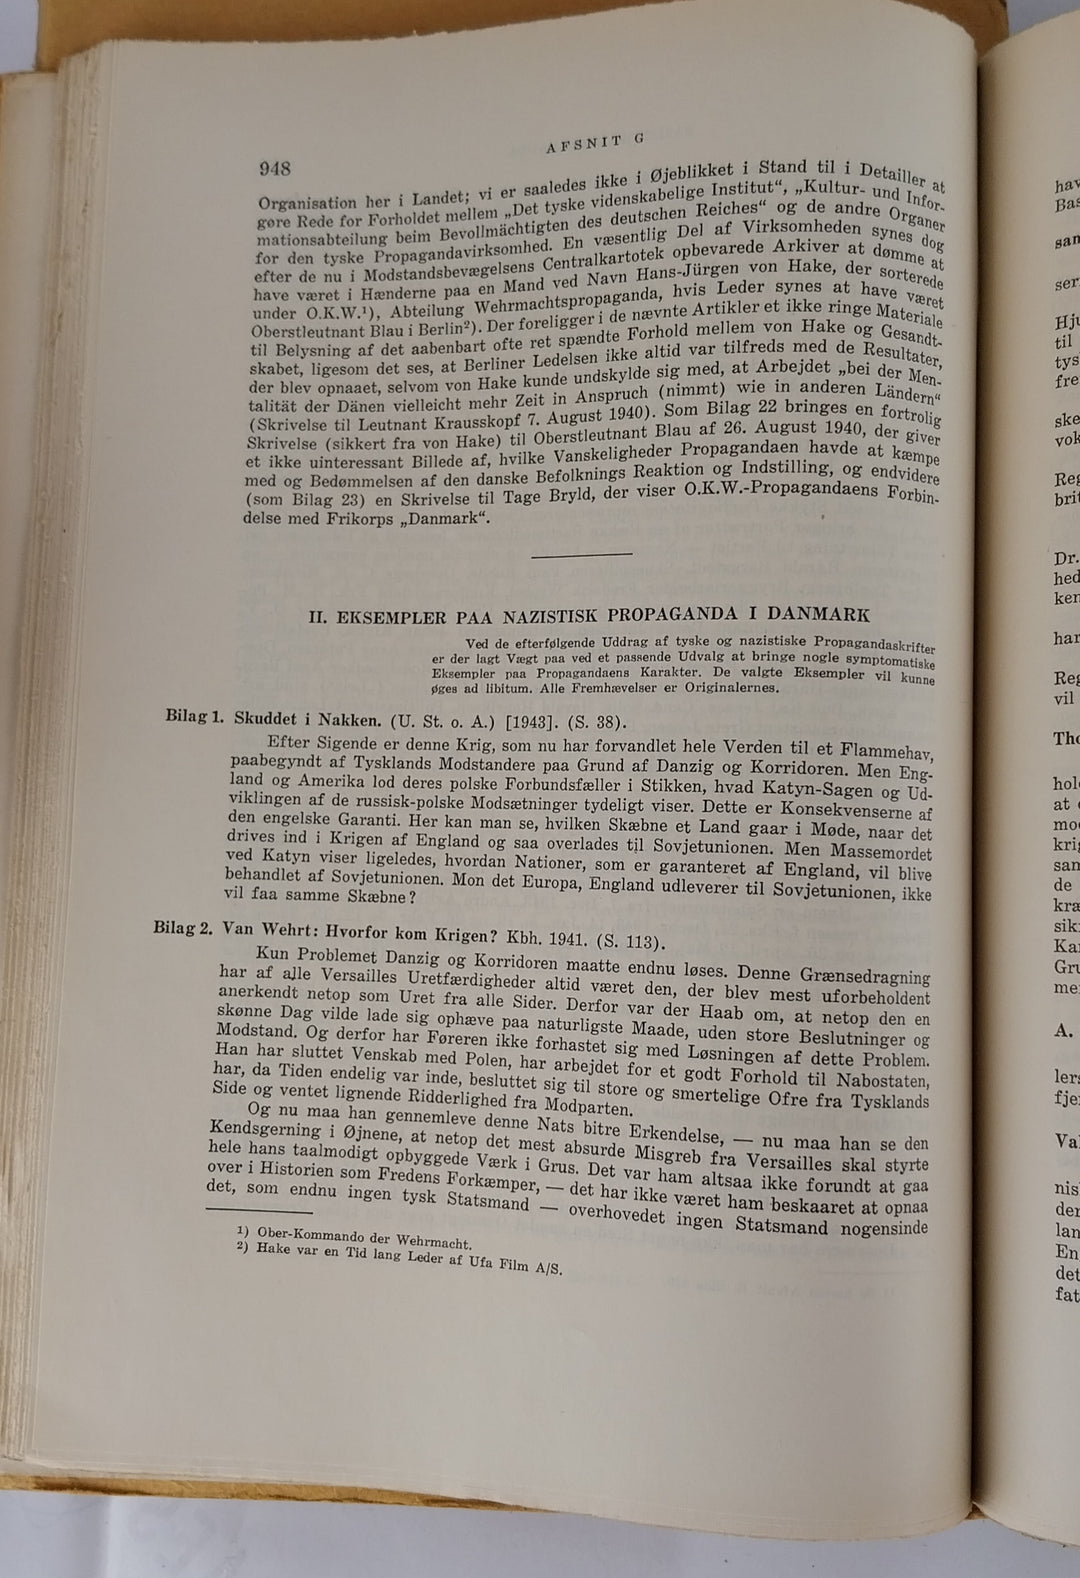 948
AFSNIT G
Organisation her i Landet; vi er saaledes ikke i Øjeblikket i Stand til i Detailler at
gøre Rede for Forholdet mellem „Det tyske videnskabelige Institut“, „Kultur- und Infor-
mationsabteilung beim Bevollmächtigten des deutschen Reiches“ og de andre Organer
for den tyske Propagandavirksomhed. En væsentlig Del af Virksomheden synes dog
efter de nu i Modstandsbevægelsens Centralkartotek opbevarede Arkiver at dømme at
have været i Hænderne paa en Mand ved Navn Hans-Jürgen von Hake, der sorterede
under O.K.W.¹), Abteilung Wehrmachtspropaganda, hvis Leder synes at have været
Oberstleutnant Blau i Berlin²). Der foreligger i de nævnte Artikler et ikke ringe Materiale
til Belysning af det aabenbart ofte ret spændte Forhold mellem von Hake og Gesandt-
skabet, ligesom det ses, at Berliner Ledelsen ikke altid var tilfreds med de Resultater,
der blev opnaaet, selvom von Hake kunde undskylde sig med, at Arbejdet „bei der Men-
talität der Dänen vielleicht mehr Zeit in Anspruch (nimmt) wie in anderen Ländern“
(Skrivelse til Leutnant Krausskopf 7. August 1940). Som Bilag 22 bringes en fortrolig
Skrivelse (sikkert fra von Hake) til Oberstleutnant Blau af 26. August 1940, der giver
et ikke uinteressant Billede af, hvilke Vanskeligheder Propagandaen havde at kæmpe
med og Bedømmelsen af den danske Befolknings Reaktion og Indstilling, og endvidere
(som Bilag 23) en Skrivelse til Tage Bryld, der viser O.K.W.-Propagandaens Forbin-
delse med Frikorps „Danmark“.
II. EKSEMPLER PAA NAZISTISK PROPAGANDA I DANMARK
Ved de efterfølgende Uddrag af tyske og nazistiske Propagandaskrifter
er der lagt Vægt paa ved et passende Udvalg at bringe nogle symptomatiske
Eksempler paa Propagandaens Karakter. De valgte Eksempler vil kunne
øges ad libitum. Alle Fremhævelser er Originalernes.
Bilag 1. Skuddet i Nakken. (U. St. o. A.) [1943]. (S. 38).
Efter Sigende er denne Krig, som nu har forvandlet hele Verden til et Flammehav,
paabegyndt af Tysklands Modstandere paa Grund af Danzig og Korridoren. Men Eng-
land og Amerika lod deres polske Forbundsfæller i Stikken, hvad Katyn-Sagen og Ud-
viklingen af de russisk-polske Modsætninger tydeligt viser. Dette er Konsekvenserne af
den engelske Garanti. Her kan man se, hvilken Skæbne et Land gaar i Møde, naar det
drives ind i Krigen af England og saa overlades til Sovjetunionen. Men Massemordet
ved Katyn viser ligeledes, hvordan Nationer, som er garanteret af England, vil blive
behandlet af Sovjetunionen. Mon det Europa, England udleverer til Sovjetunionen, ikke
vil faa samme Skæbne?
Bilag 2. Van Wehrt: Hvorfor kom Krigen? Kbh. 1941. (S. 113).
Kun Problemet Danzig og Korridoren maatte endnu løses. Denne Grænsedragning
har af alle Versailles Uretfærdigheder altid været den, der blev mest uforbeholdent
anerkendt netop som Uret fra alle Sider. Derfor var der Haab om, at netop den en
skønne Dag vilde lade sig ophæve paa naturligste Maade, uden store Beslutninger og
Modstand. Og derfor har Føreren ikke forhastet sig med Løsningen af dette Problem.
Han har sluttet Venskab med Polen, har arbejdet for et godt Forhold til Nabostaten,
har, da Tiden endelig var inde, besluttet sig til store og smertelige Ofre fra Tysklands
Side og ventet lignende Ridderlighed fra Modparten.
Og nu maa han gennemleve denne Nats bitre Erkendelse, — nu maa han se den
Kendsgerning i Øjnene, at netop det mest absurde Misgreb fra Versailles skal styrte
hele hans taalmodigt opbyggede Værk i Grus. Det var ham altsaa ikke forundt at gaa
over i Historien som Fredens Forkæmper, — det har ikke været ham beskaaret at opnaa
det, som endnu ingen tysk Statsmand — overhovedet ingen Statsmand nogensinde
¹) Ober-Kommando der Wehrmacht.
²) Hake var en Tid lang Leder af Ufa Film A/S.